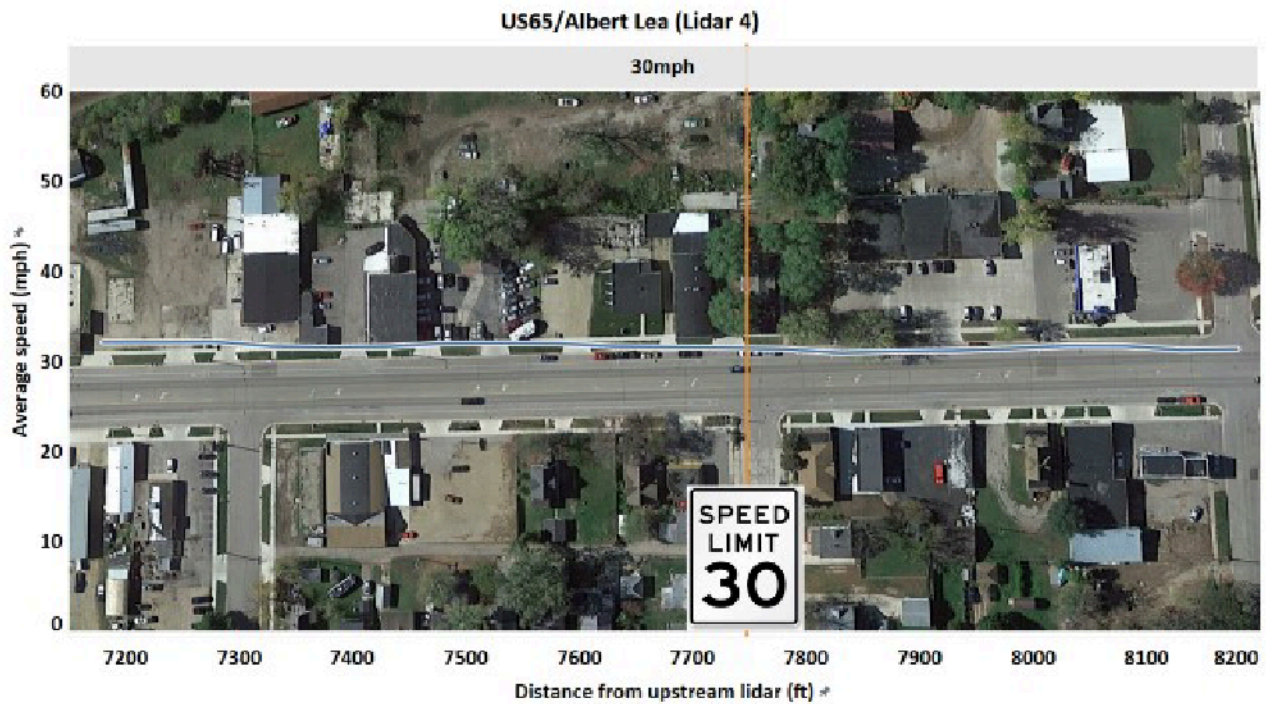 US65/Albert Lea (Lidar 4)
30mph
60
50
40
30
20
10
0
Average speed (mph)
SPEED
LIMIT
30
7200 7300 7400 7500 7600 7700 7800 7900 8000 8100 8200
Distance from upstream lidar (ft)